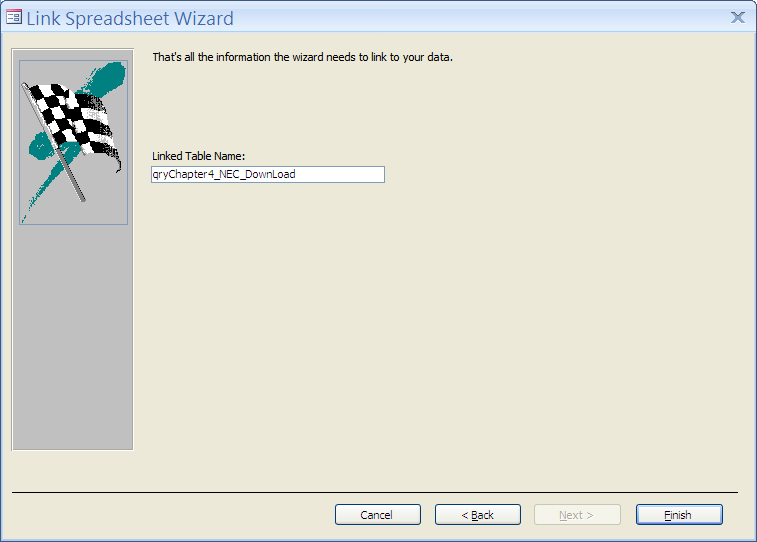 Link Spreadsheet Wizard
That's all the information the wizard needs to link to your data.
Linked Table Name:
qryChapter4_NEC_DownLoad
Cancel
< Back
Next >
Finish